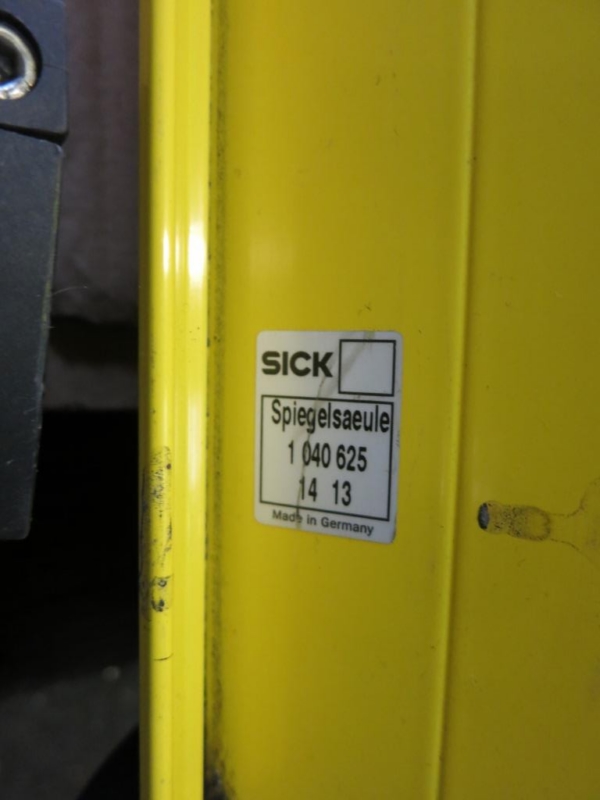 SICK
Spiegelsaeule
1 040 625
14 13
Made in Germany